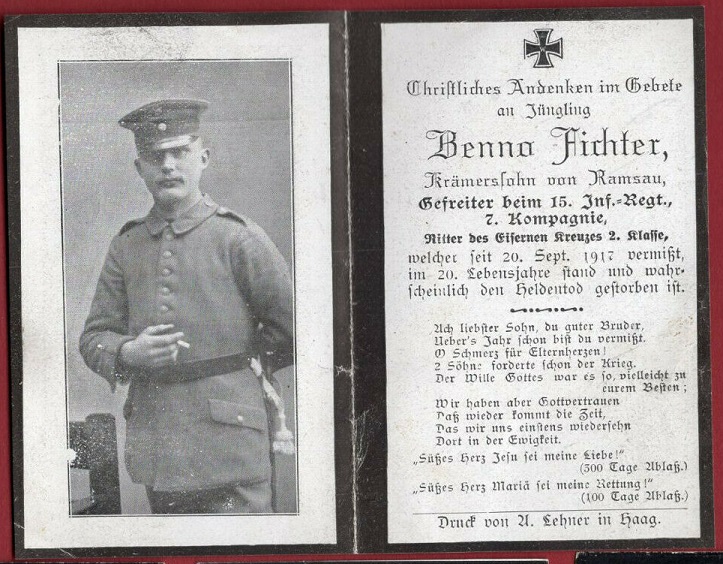 Christliches Andenken im Gebete
an Jüngling
Benno Fichter,
Krämerssohn von Ramsau,
Gefreiter beim 15. Inf.-Regt.,
7. Kompagnie,
Ritter des Eisernen Kreuzes 2. Klasse,
welcher seit 20. Sept. 1917 vermißt,
im 20. Lebensjahre stand und wahr-
scheinlich den Heldentod gestorben ist.
Ach liebster Sohn, du guter Bruder,
Ueber's Jahr schon bist du vermißt.
O Schmerz für Elternherzen!
2 Söhne forderte schon der Krieg.
Der Wille Gottes war es so, vielleicht zu
eurem Besten;
Wir haben aber Gottvertrauen
Daß wieder kommt die Zeit,
Das wir uns einstens wiedersehn
Dort in der Ewigkeit.
„Süßes Herz Jesu sei meine Liebe!"
(300 Tage Ablaß.)
„Süßes Herz Mariä sei meine Rettung!"
(100 Tage Ablaß.)
Druck von A. Lehner in Haag.